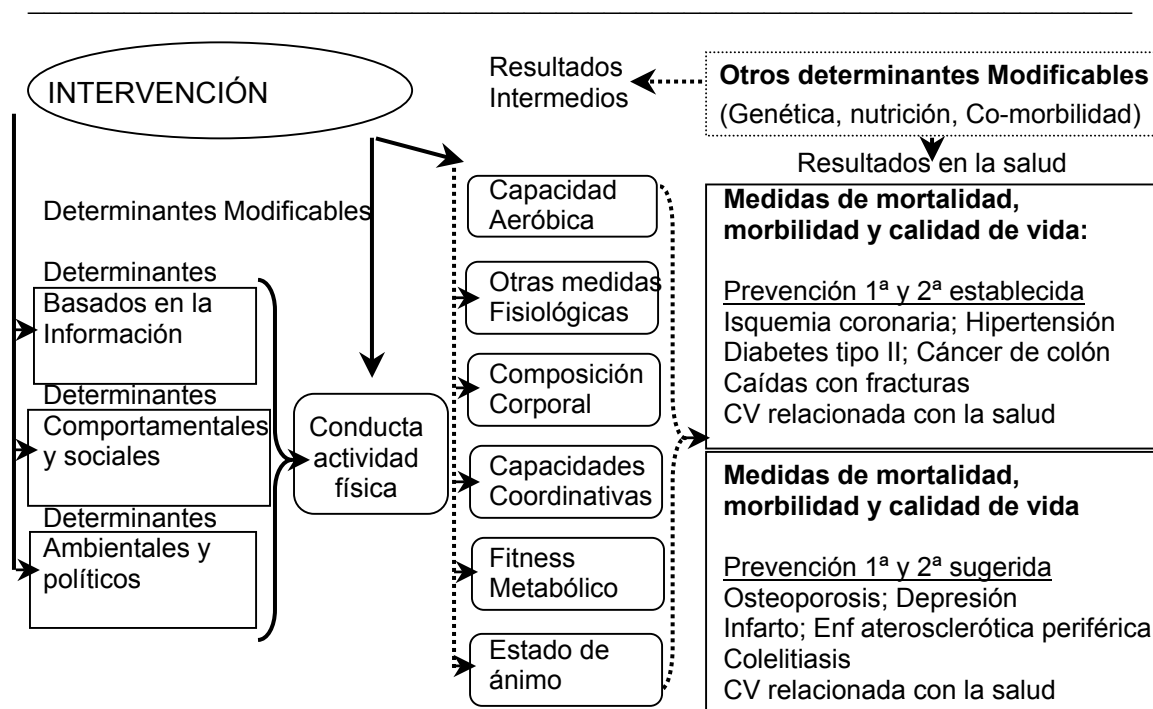 INTERVENCIÓN
Resultados
Intermedios
Otros determinantes Modificables
(Genética, nutrición, Co-morbilidad)
Resultados en la salud
Determinantes Modificables
Determinantes
Basados en la
Información
Determinantes
Comportamentales
y sociales
Determinantes
Ambientales y
políticos
Conducta
actividad
física
Capacidad
Aeróbica
Otras medidas
Fisiológicas
Composición
Corporal
Capacidades
Coordinativas
Fitness
Metabólico
Estado de
ánimo
Medidas de mortalidad,
morbilidad y calidad de vida:
Prevención 1ª y 2ª establecida
Isquemia coronaria; Hipertensión
Diabetes tipo II; Cáncer de colón
Caídas con fracturas
CV relacionada con la salud
Medidas de mortalidad,
morbilidad y calidad de vida
Prevención 1ª y 2ª sugerida
Osteoporosis; Depresión
Infarto; Enf aterosclerótica periférica
Colelitiasis
CV relacionada con la salud